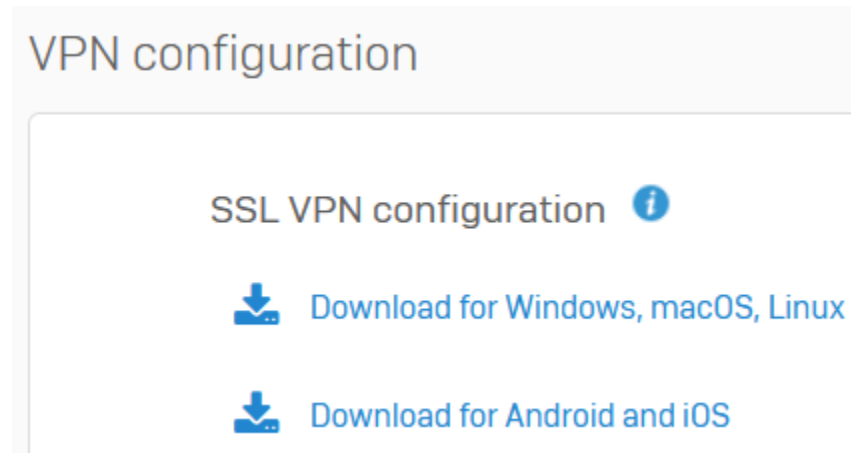 VPN configuration
SSL VPN configuration
Download for Windows, macOS, Linux
Download for Android and iOS